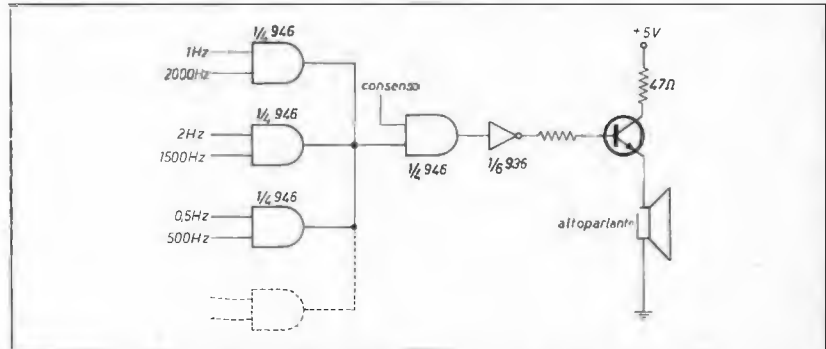 1/4 946
1Hz
2000Hz
1/4 946
2Hz
1500Hz
1/4 946
0,5Hz
500Hz
consenso
1/4 946
1/6 936
+5V
47Ω
altoparlante